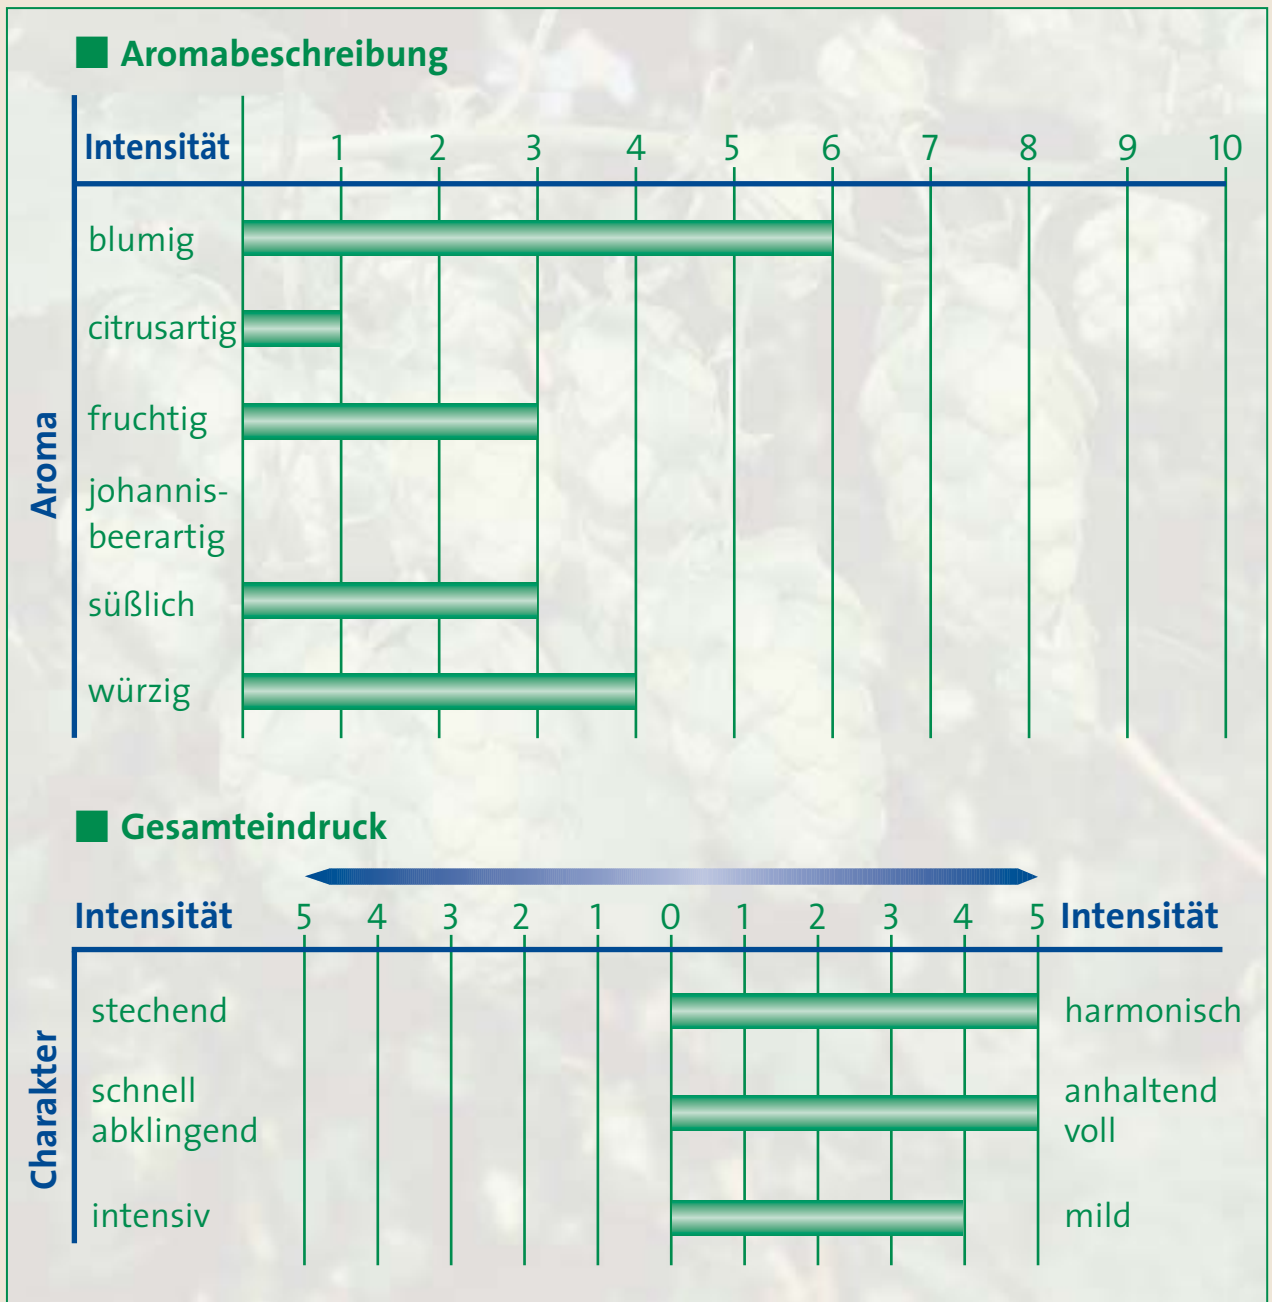 Aromabeschreibung
Intensität 1 2 3 4 5 6 7 8 9 10
Aroma
blumig
citrusartig
fruchtig
johannis-
beerartig
süßlich
würzig
Gesamteindruck
Intensität 5 4 3 2 1 0 1 2 3 4 5 Intensität
Charakter
stechend harmonisch
schnell anhaltend
abklingend voll
intensiv mild